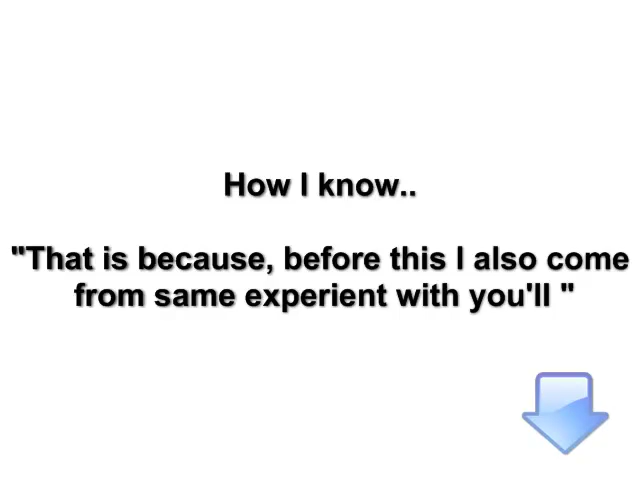 How I know..
"That is because, before this I also come
from same experient with you'll "